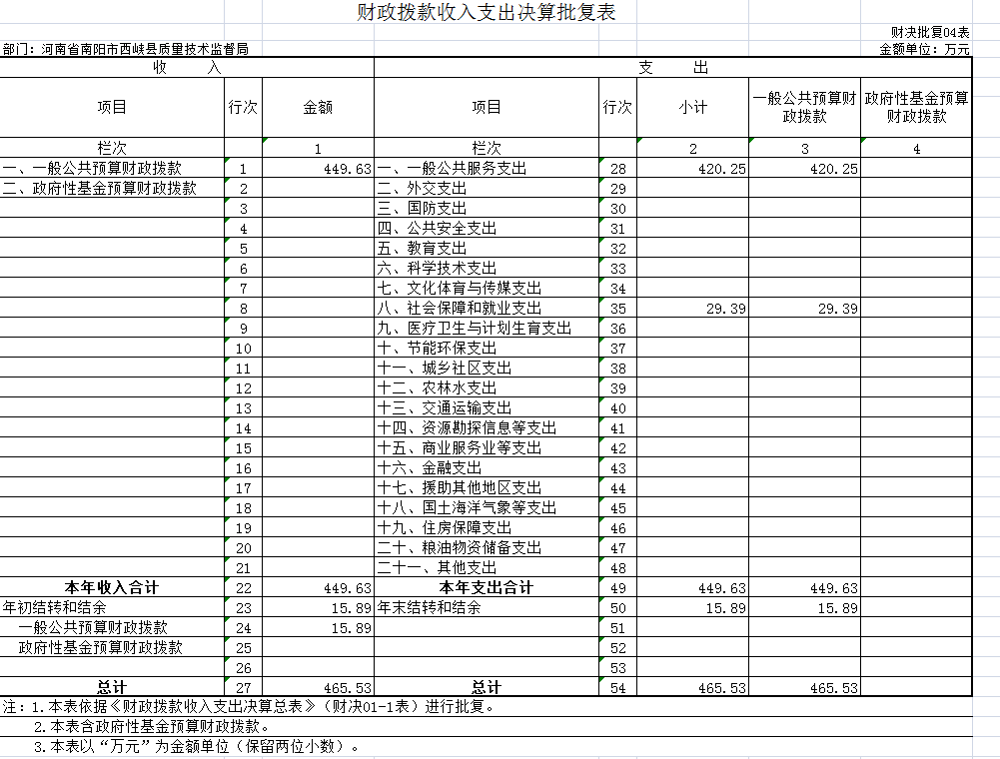 财政拨款收入支出决算批复表
财决批复04表
部门：河南省南阳市西峡县质量技术监督局 金额单位：万元
收 入 支 出
项目 行次 金额 项目 行次 小计 一般公共预算财政拨款 政府性基金预算财政拨款
栏次 1 栏次 2 3 4
一、一般公共预算财政拨款 1 449.63 一、一般公共服务支出 28 420.25 420.25
二、政府性基金预算财政拨款 2 二、外交支出 29
3 三、国防支出 30
4 四、公共安全支出 31
5 五、教育支出 32
6 六、科学技术支出 33
7 七、文化体育与传媒支出 34
8 八、社会保障和就业支出 35 29.39 29.39
9 九、医疗卫生与计划生育支出 36
10 十、节能环保支出 37
11 十一、城乡社区支出 38
12 十二、农林水支出 39
13 十三、交通运输支出 40
14 十四、资源勘探信息等支出 41
15 十五、商业服务业等支出 42
16 十六、金融支出 43
17 十七、援助其他地区支出 44
18 十八、国土海洋气象等支出 45
19 十九、住房保障支出 46
20 二十、粮油物资储备支出 47
21 二十一、其他支出 48
本年收入合计 22 449.63 本年支出合计 49 449.63 449.63
年初结转和结余 23 15.89 年末结转和结余 50 15.89 15.89
一般公共预算财政拨款 24 15.89 51
政府性基金预算财政拨款 25 52
26 53
总计 27 465.53 总计 54 465.53 465.53
注：1.本表依据《财政拨款收入支出决算总表》（财决01-1表）进行批复。
2.本表含政府性基金预算财政拨款。
3.本表以“万元”为金额单位（保留两位小数）。